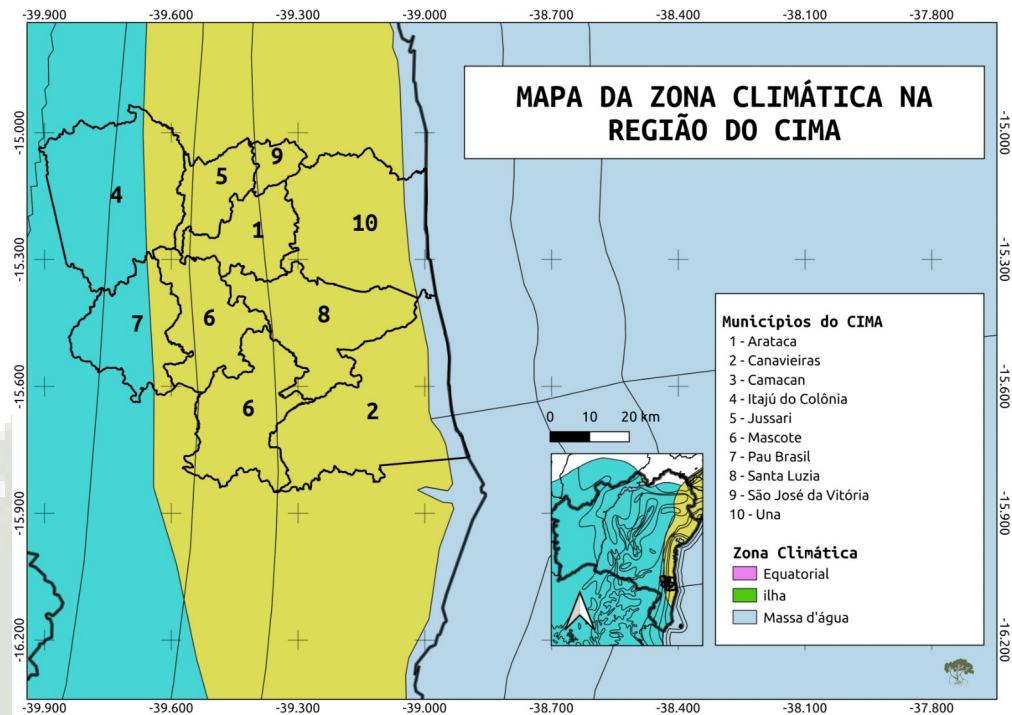 -39.900 -39.600 -39.300 -39.000 -38.700 -38.400 -38.100 -37.800
MAPA DA ZONA CLIMÁTICA NA
REGIÃO DO CIMA
-15.000 -15.000
9
5
4
10
1
-15.300 -15.300
8
7 6
Municípios do CIMA
1 - Arataca
2 - Canavieiras
3 - Camacan
4 - Itajú do Colônia
5 - Jussari
6 - Mascote
7 - Pau Brasil
8 - Santa Luzia
9 - São José da Vitória
10 - Una
-15.600 -15.600
6 2
0 10 20 km
-15.900 -15.900
Zona Climática
Equatorial
ilha
Massa d'água
-16.200 -16.200
-39.900 -39.600 -39.300 -39.000 -38.700 -38.400 -38.100 -37.800